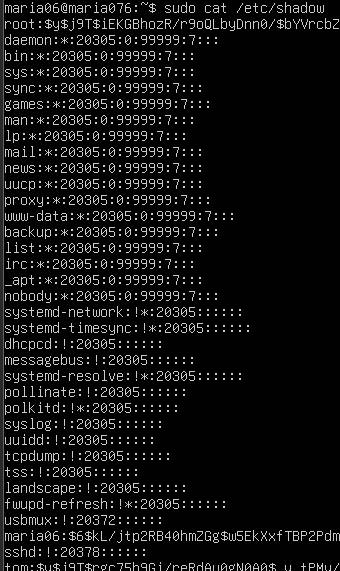 maria06@maria076:~$ sudo cat /etc/shadow
root:$y$j9T$iEKGBhozR/r9oQLbyDnn0/$bYVrcbZ
daemon:*:20305:0:99999:7:::
bin:*:20305:0:99999:7:::
sys:*:20305:0:99999:7:::
sync:*:20305:0:99999:7:::
games:*:20305:0:99999:7:::
man:*:20305:0:99999:7:::
lp:*:20305:0:99999:7:::
mail:*:20305:0:99999:7:::
news:*:20305:0:99999:7:::
uucp:*:20305:0:99999:7:::
proxy:*:20305:0:99999:7:::
www-data:*:20305:0:99999:7:::
backup:*:20305:0:99999:7:::
list:*:20305:0:99999:7:::
irc:*:20305:0:99999:7:::
_apt:*:20305:0:99999:7:::
nobody:*:20305:0:99999:7:::
systemd-network:!*:20305::::::
systemd-timesync:!*:20305::::::
dhcpcd:!:20305::::::
messagebus:!:20305::::::
systemd-resolve:!*:20305::::::
pollinate:!:20305::::::
polkitd:!*:20305::::::
syslog:!:20305::::::
uuidd:!:20305::::::
tcpdump:!:20305::::::
tss:!:20305::::::
landscape:!:20305::::::
fwupd-refresh:!*:20305::::::
usbmux:!:20372::::::
maria06:$6$kL/jtp2RB40hmZGg$w5EkXxfTBP2Pdm
sshd:!:20378::::::